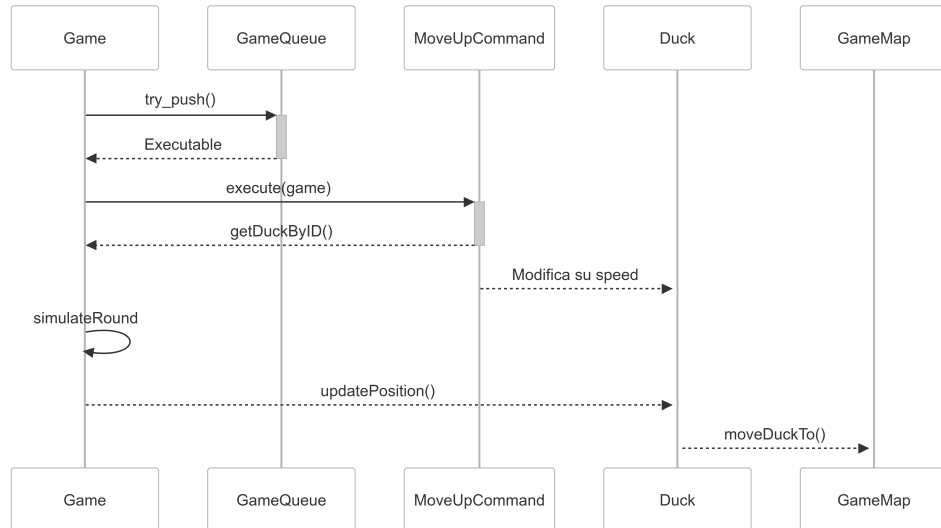 Game
GameQueue
MoveUpCommand
Duck
GameMap
try_push()
Executable
execute(game)
getDuckByID()
Modifica su speed
simulateRound
updatePosition()
moveDuckTo()
Game
GameQueue
MoveUpCommand
Duck
GameMap